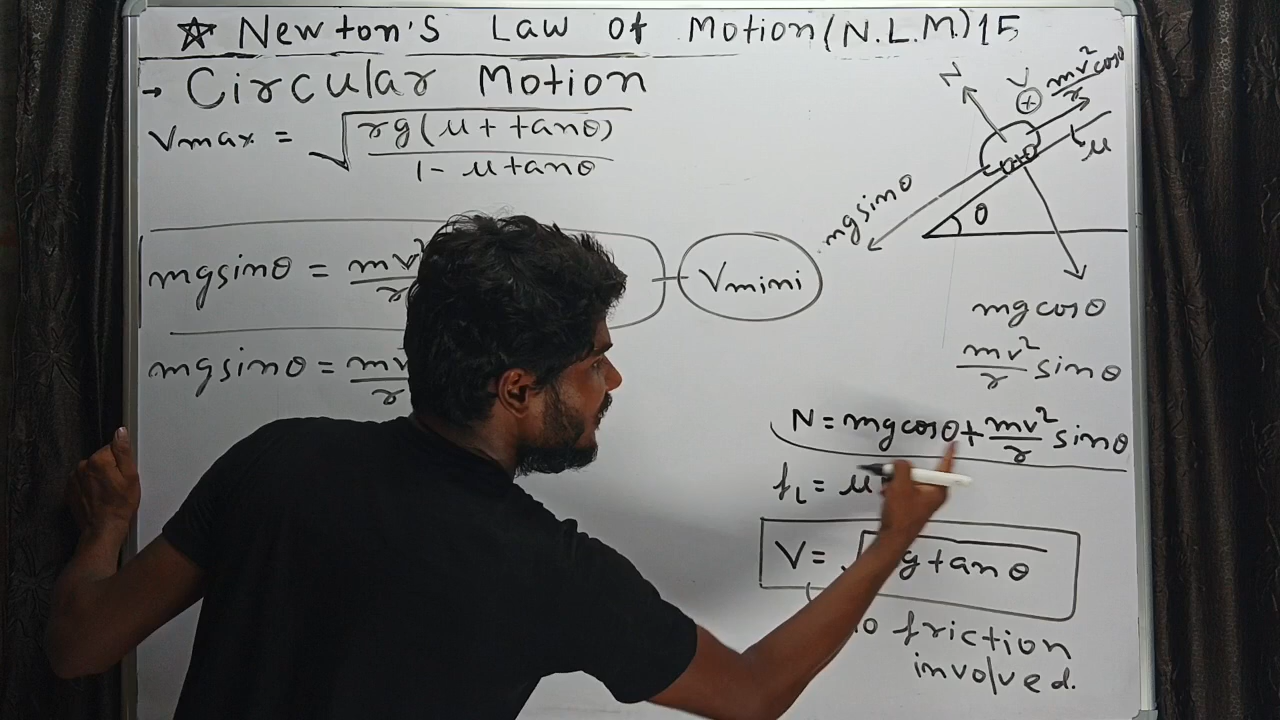 ☆ Newton's Law of Motion (N.L.M) 15
→ Circular Motion
Vmax = √(rg(μ + tanθ) / 1 - μtanθ)
mgsinθ = mv² / r
Vmini
mgsinθ = mv / r
N
V
mv²cosθ / r
μ
mgsinθ
θ
mgcosθ
mv² / r sinθ
N = mgcosθ + mv² / r sinθ
fL = μ
V = √ gtanθ
friction
involved.